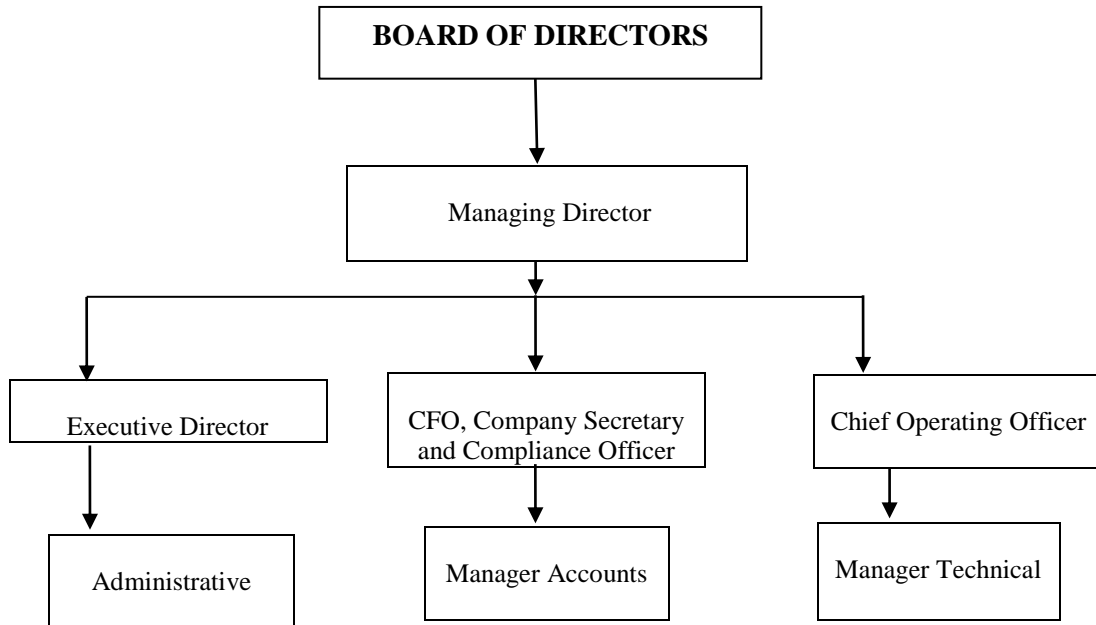 BOARD OF DIRECTORS
Managing Director
Executive Director
CFO, Company Secretary
and Compliance Officer
Chief Operating Officer
Administrative
Manager Accounts
Manager Technical